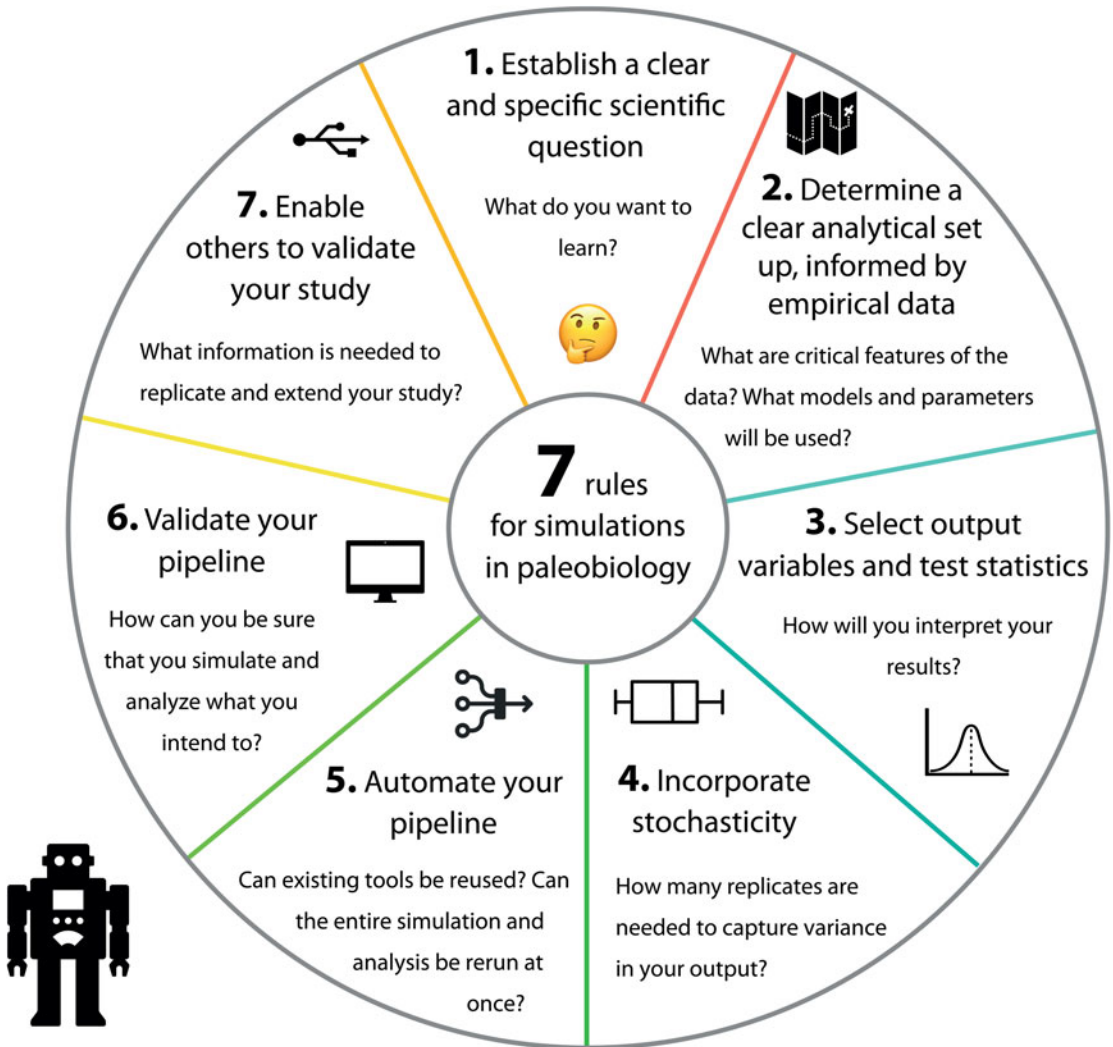 7 rules
for simulations
in paleobiology
1. Establish a clear
and specific scientific
question
What do you want to
learn?
2. Determine a
clear analytical set
up, informed by
empirical data
What are critical features of the
data? What models and parameters
will be used?
3. Select output
variables and test statistics
How will you interpret your
results?
4. Incorporate
stochasticity
How many replicates are
needed to capture variance
in your output?
5. Automate your
pipeline
Can existing tools be reused? Can
the entire simulation and
analysis be rerun at
once?
6. Validate your
pipeline
How can you be sure
that you simulate and
analyze what you
intend to?
7. Enable
others to validate
your study
What information is needed to
replicate and extend your study?